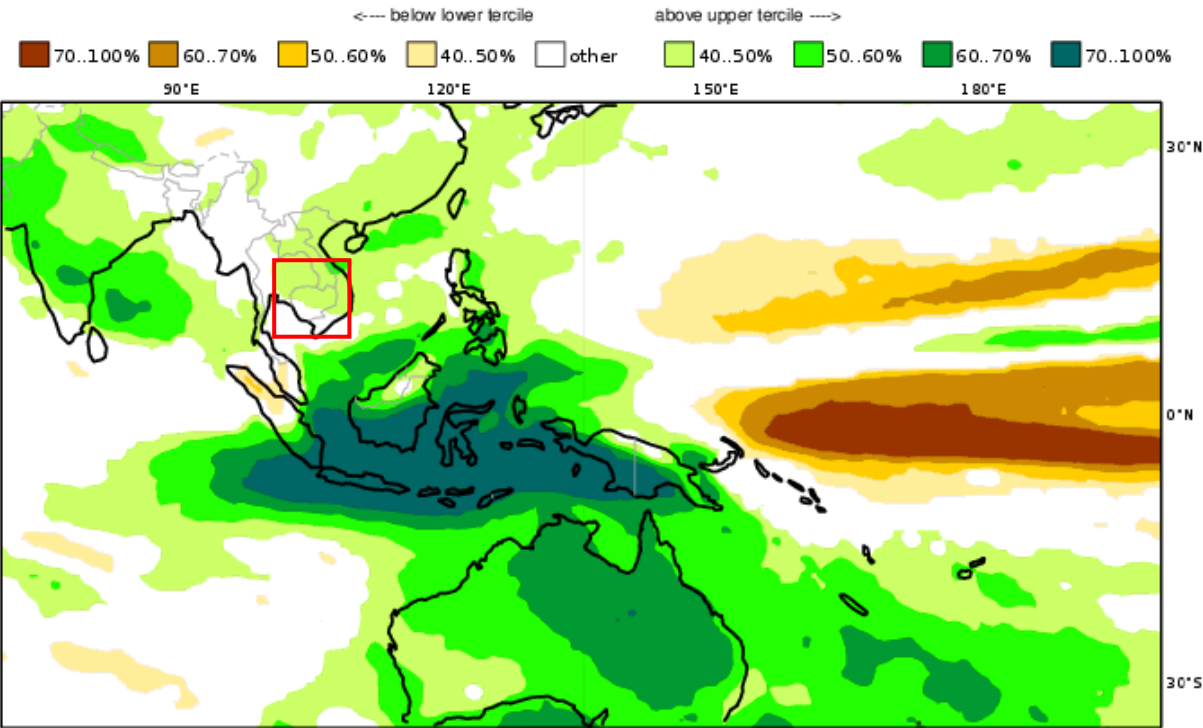 <---- below lower tercile above upper tercile ---->
70..100% 60..70% 50..60% 40..50% other 40..50% 50..60% 60..70% 70..100%
90°E 120°E 150°E 180°E
30°N
0°N
30°S